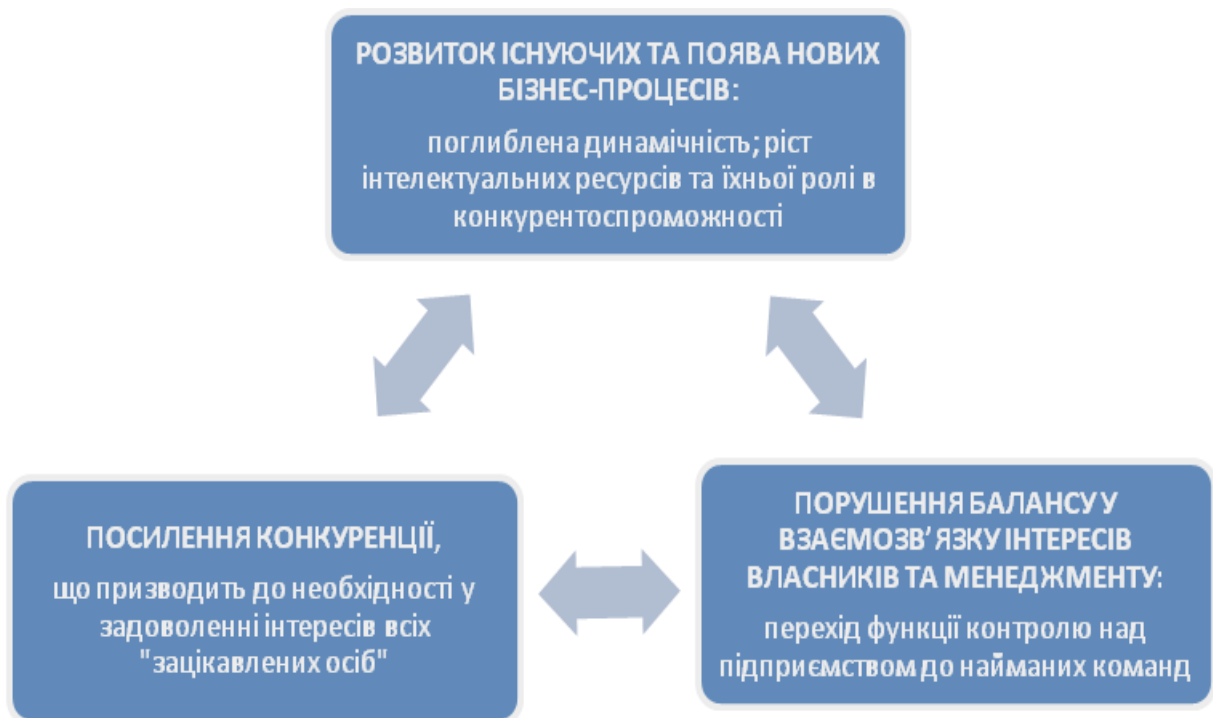 РОЗВИТОК ІСНУЮЧИХ ТА ПОЯВА НОВИХ
БІЗНЕС-ПРОЦЕСІВ:
поглиблена динамічність; ріст
інтелектуальних ресурсів та їхньої ролі в
конкурентоспроможності
ПОСИЛЕННЯ КОНКУРЕНЦІЇ,
що призводить до необхідності у
задоволенні інтересів всіх
"зацікавлених осіб"
ПОРУШЕННЯ БАЛАНСУ У
ВЗАЄМОЗВ'ЯЗКУ ІНТЕРЕСІВ
ВЛАСНИКІВ ТА МЕНЕДЖМЕНТУ:
перехід функції контролю над
підприємством до найманих команд